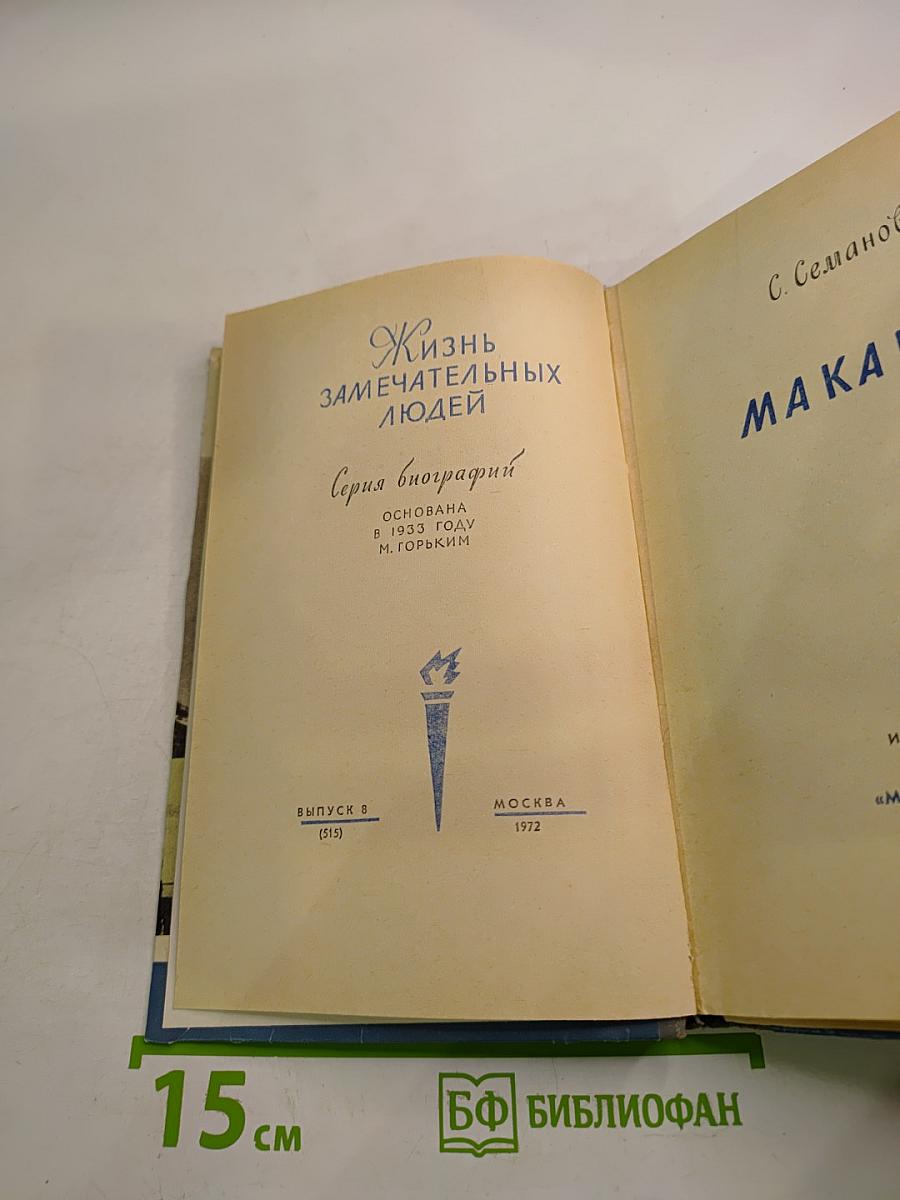 Жизнь
замечательных
людей
Серия биографий
ОСНОВАНА
В 1933 ГОДУ
М. ГОРЬКИМ
ВЫПУСК 8
(515)
МОСКВА
1972
С. Семанов
МАКА
И
«М
15 см
БФ БИБЛИОФАН